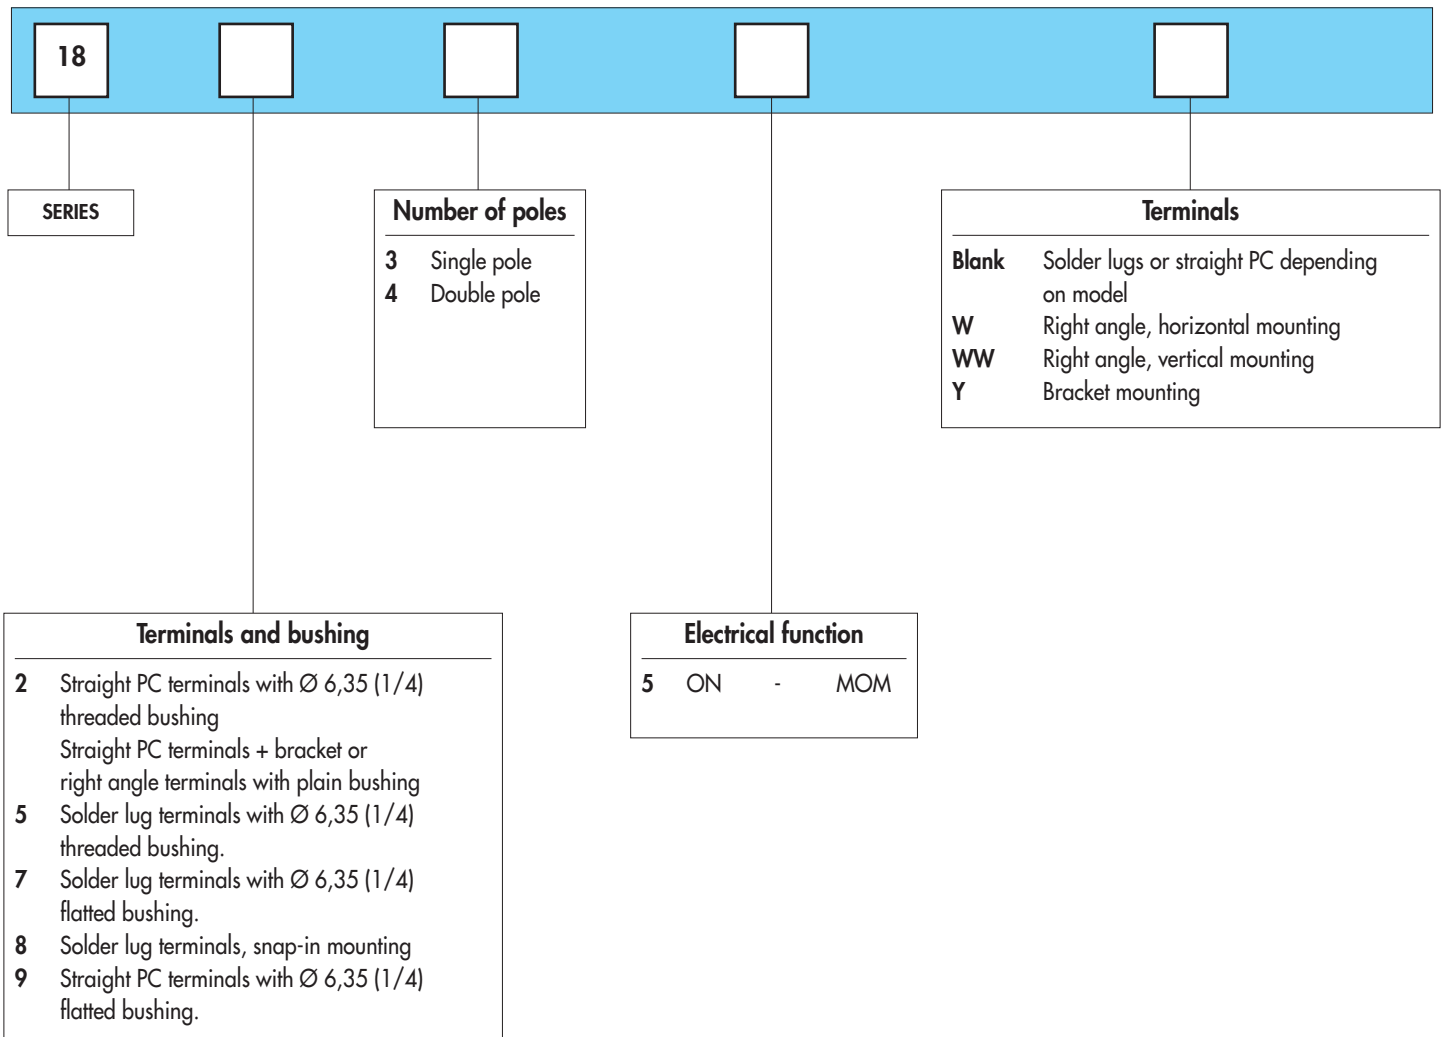 18
SERIES
Number of poles
3 Single pole
4 Double pole
Terminals
Blank Solder lugs or straight PC depending
on model
W Right angle, horizontal mounting
WW Right angle, vertical mounting
Y Bracket mounting
Terminals and bushing
2 Straight PC terminals with Ø 6,35 (1/4)
threaded bushing
Straight PC terminals + bracket or
right angle terminals with plain bushing
5 Solder lug terminals with Ø 6,35 (1/4)
threaded bushing.
7 Solder lug terminals with Ø 6,35 (1/4)
flatted bushing.
8 Solder lug terminals, snap-in mounting
9 Straight PC terminals with Ø 6,35 (1/4)
flatted bushing.
Electrical function
5 ON - MOM